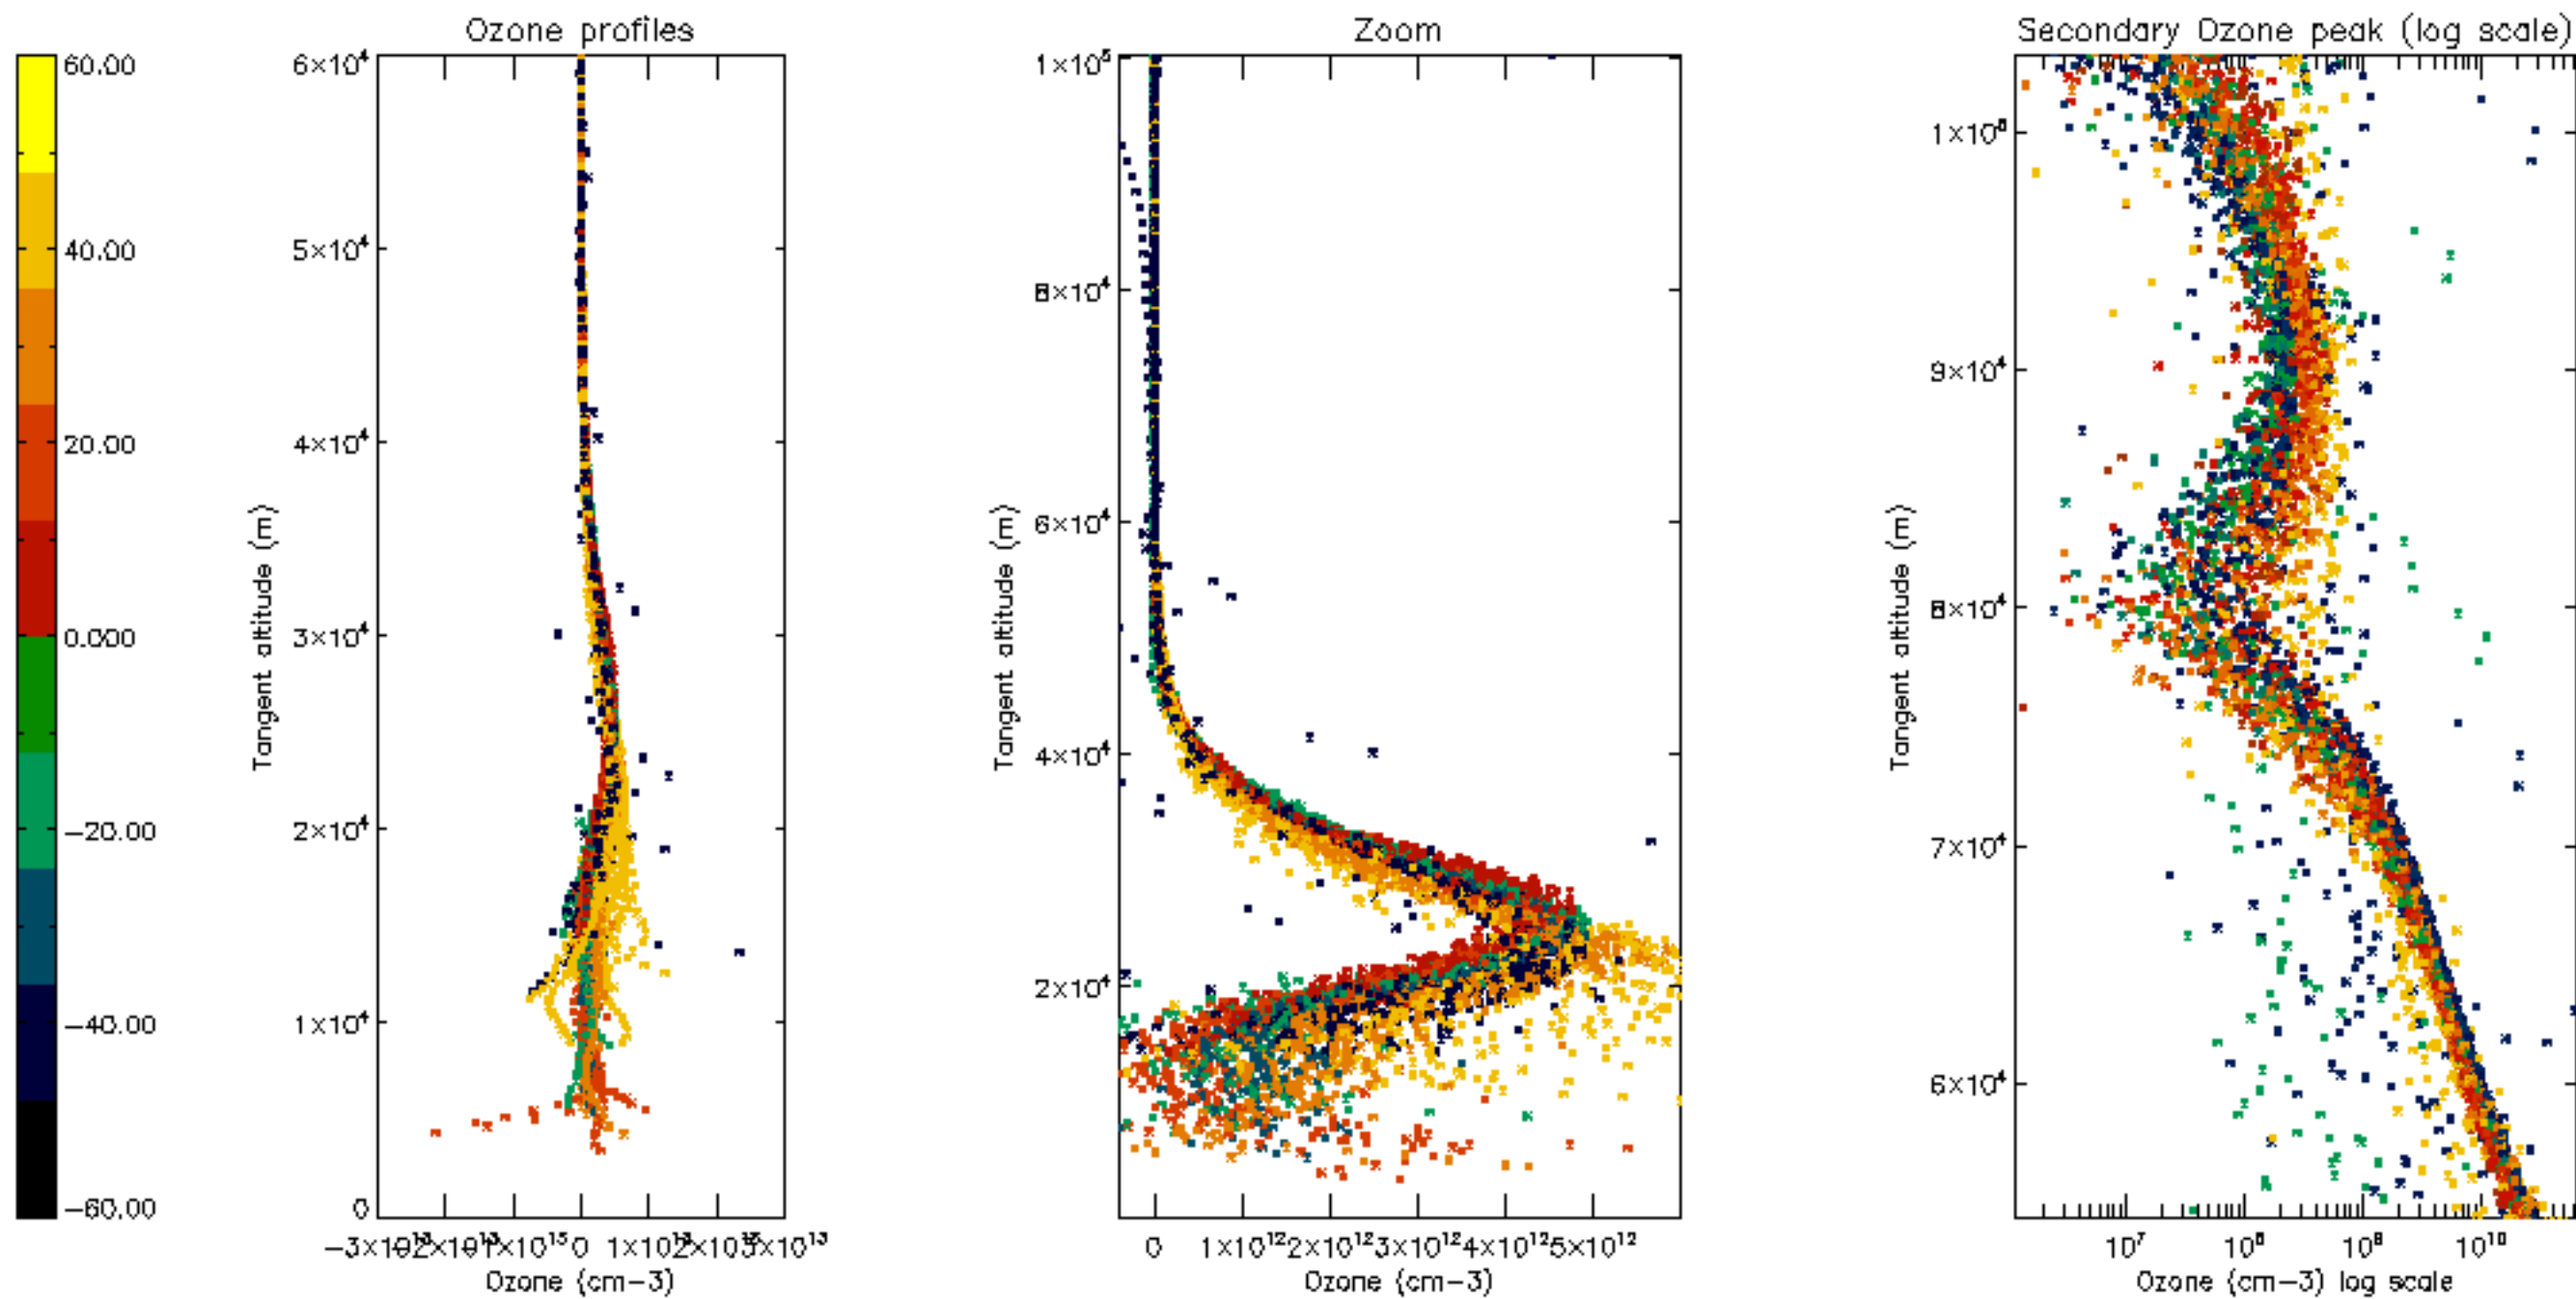 Ozone profiles
Zoom
Secondary Ozone peak (log scale)
60.00
40.00
20.00
0.000
−20.00
−40.00
−60.00
6×10⁴
5×10⁴
4×10⁴
3×10⁴
2×10⁴
1×10⁴
0
Tangent altitude (m)
0
Ozone (cm−3)
1×10⁵
8×10⁴
6×10⁴
4×10⁴
2×10⁴
Tangent altitude (m)
0 1×10¹² 2×10¹² 3×10¹² 4×10¹² 5×10¹²
Ozone (cm−3)
9×10⁴
8×10⁴
7×10⁴
6×10⁴
Tangent altitude (m)
10⁷ 10⁸ 10⁹ 10¹⁰
Ozone (cm−3) log scale